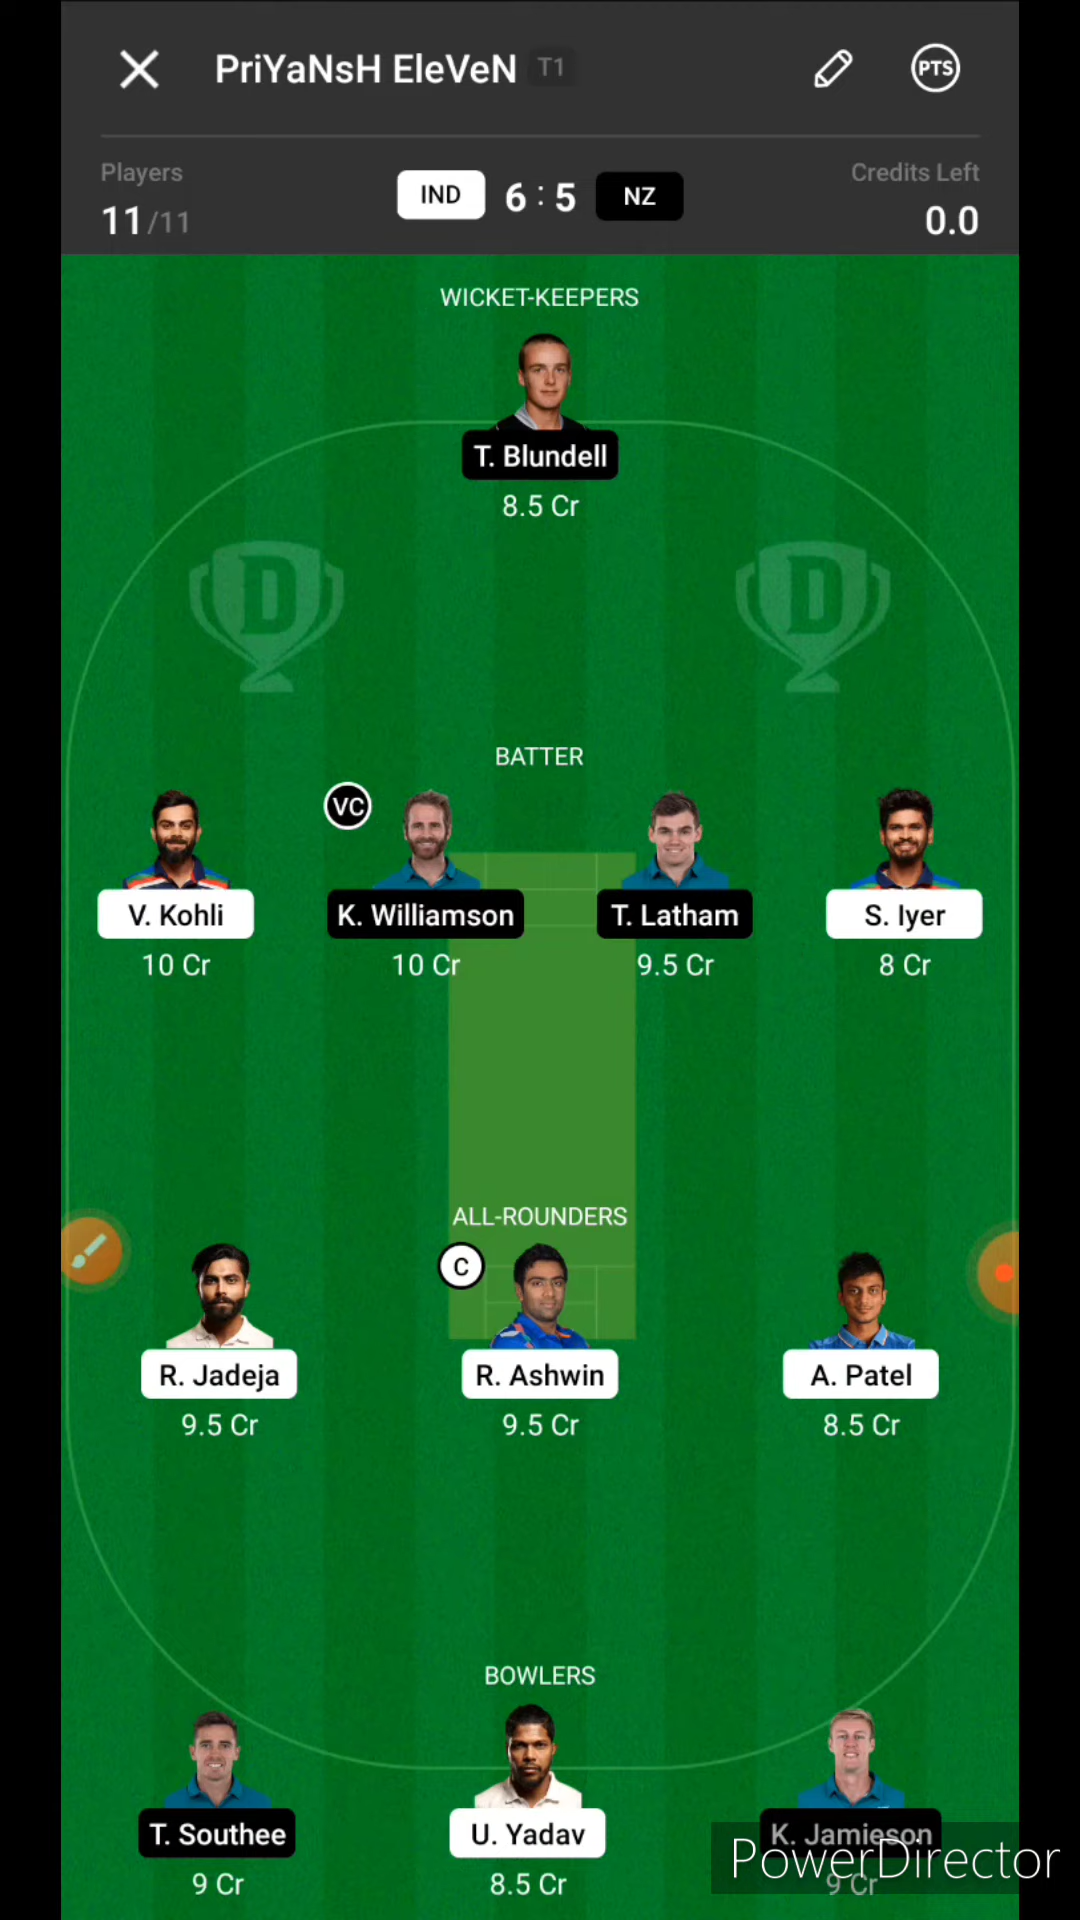 PriYaNsH EleVeN T1
PTS
Players
Credits Left
11/11
IND 6 : 5 NZ
0.0
WICKET-KEEPERS
T. Blundell
8.5 Cr
D D
BATTER
VC
V. Kohli K. Williamson T. Latham S. Iyer
10 Cr 10 Cr 9.5 Cr 8 Cr
ALL-ROUNDERS
C
R. Jadeja R. Ashwin A. Patel
9.5 Cr 9.5 Cr 8.5 Cr
BOWLERS
T. Southee U. Yadav K. Jamieson
PowerDirector
9 Cr 8.5 Cr 9 Cr